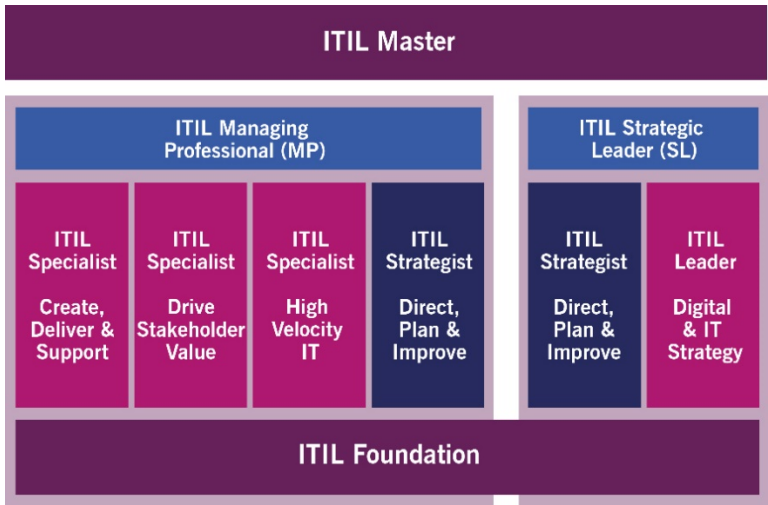 ITIL Master
ITIL Managing
Professional (MP)
ITIL Specialist
Create,
Deliver &
Support
ITIL
Specialist
Drive
Stakeholder
Value
ITIL
Specialist
High
Velocity
IT
ITIL
Strategist
Direct,
Plan &
Improve
ITIL Strategic
Leader (SL)
ITIL
Strategist
Direct,
Plan &
Improve
ITIL
Leader
Digital
& IT
Strategy
ITIL Foundation